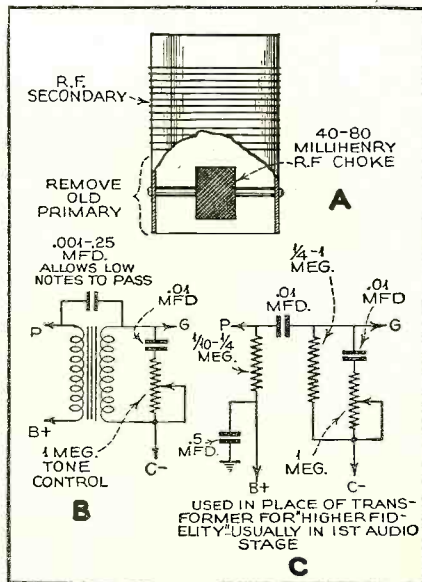 R.F.
SECONDARY
40-80
MILLIHENRY
R.F CHOKE
REMOVE
OLD
PRIMARY
A
.001-.25
MFD.
ALLOWS LOW
NOTES TO PASS
P
.01
MFD
G
B+
1 MEG.
TONE
CONTROL
C-
B
1/4-1
MEG.
.01
MFD.
.01
MFD
P
G
1/10-1/4
MEG.
.5
MFD.
1
MEG.
B+
C-
USED IN PLACE OF TRANS-
FORMER FOR "HIGHER FID-
ELITY" USUALLY IN 1ST AUDIO
STAGE
C